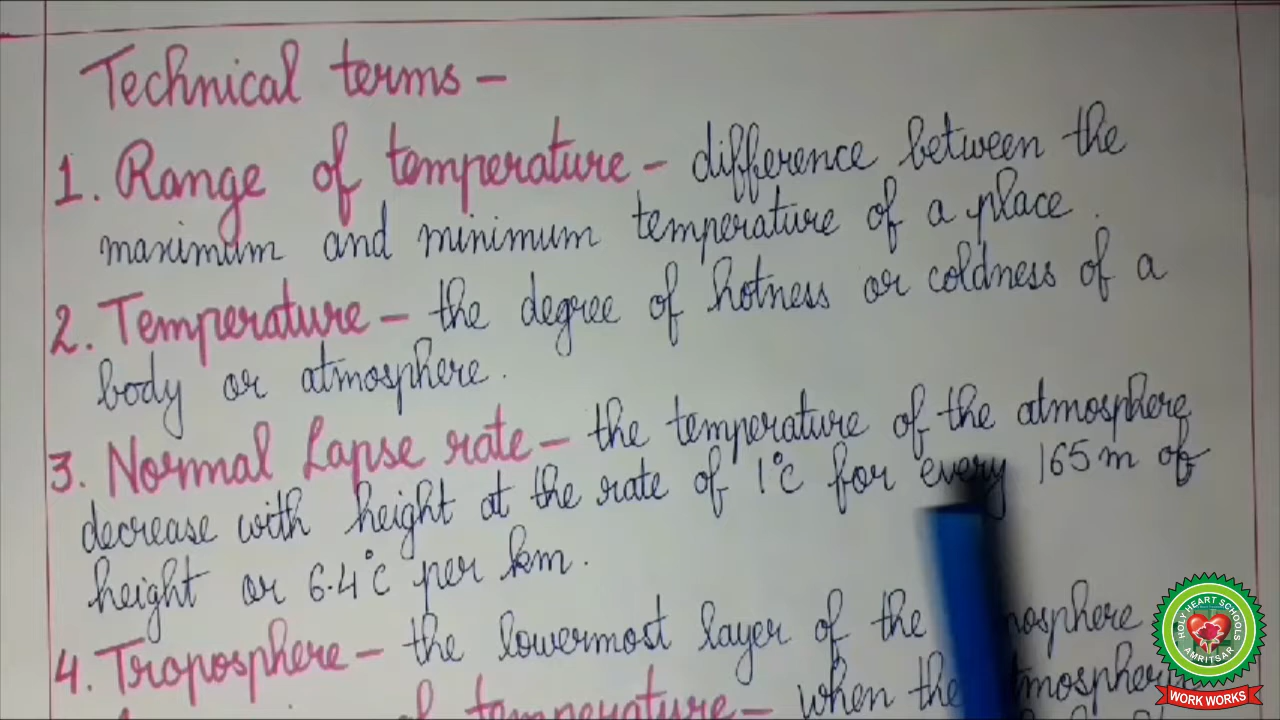 Technical terms -
1. Range of temperature - difference between the
maximum and minimum temperature of a place.
2. Temperature - the degree of hotness or coldness of a
body or atmosphere.
3. Normal Lapse rate - the temperature of the atmosphere
decrease with height at the rate of 1°c for every 165m of
height or 6.4°c per km.
4. Troposphere - the lowermost layer of the
of temperature - when the
HOLY HEART SCHOOLS
AMRITSAR
WORK WORKS